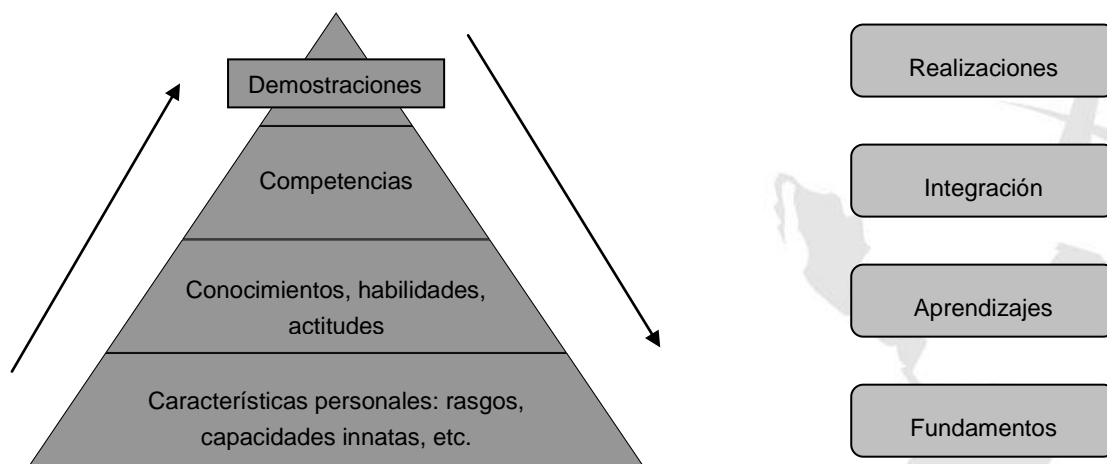 Demostraciones
Competencias
Conocimientos, habilidades,
actitudes
Características personales: rasgos,
capacidades innatas, etc.
Realizaciones
Integración
Aprendizajes
Fundamentos